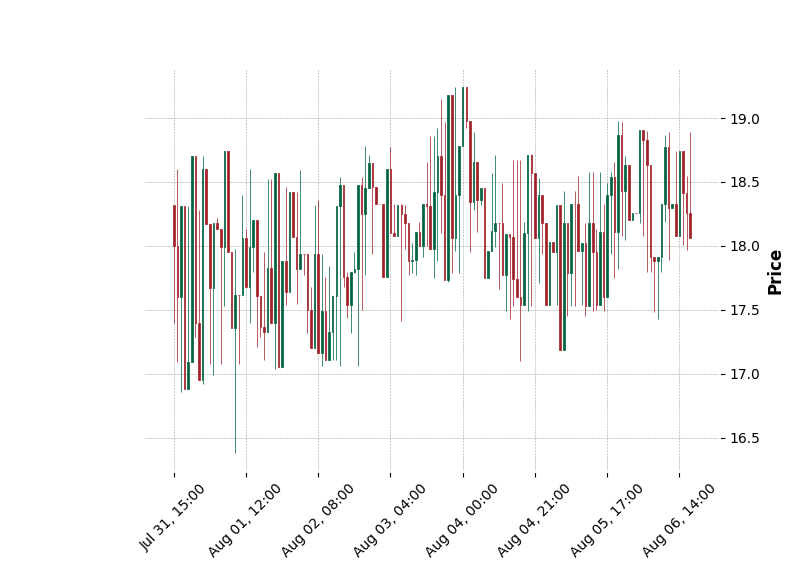 19.0
18.5
18.0
17.5
17.0
16.5
Price
Jul 31, 15:00
Aug 01, 12:00
Aug 02, 08:00
Aug 03, 04:00
Aug 04, 00:00
Aug 04, 21:00
Aug 05, 17:00
Aug 06, 14:00